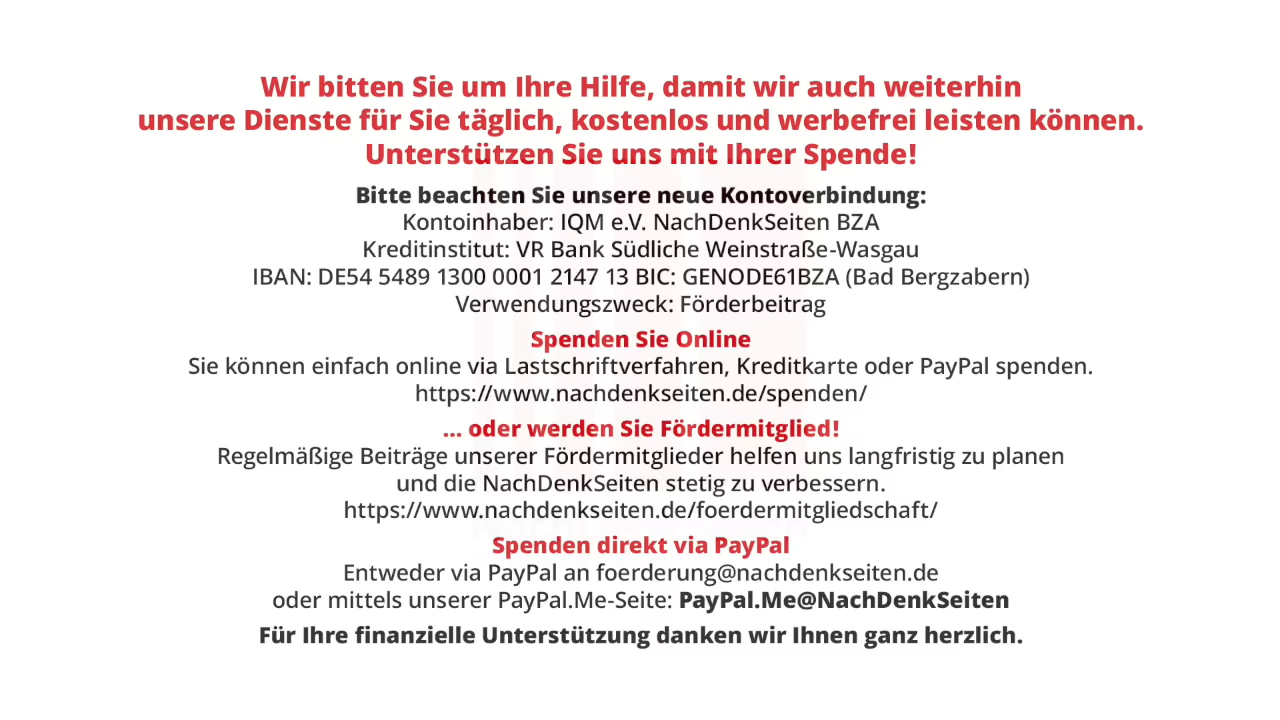 Wir bitten Sie um Ihre Hilfe, damit wir auch weiterhin
unsere Dienste für Sie täglich, kostenlos und werbefrei leisten können.
Unterstützen Sie uns mit Ihrer Spende!
Bitte beachten Sie unsere neue Kontoverbindung:
Kontoinhaber: IQM e.V. NachDenkSeiten BZA
Kreditinstitut: VR Bank Südliche Weinstraße-Wasgau
IBAN: DE54 5489 1300 0001 2147 13 BIC: GENODE61BZA (Bad Bergzabern)
Verwendungszweck: Förderbeitrag
Spenden Sie Online
Sie können einfach online via Lastschriftverfahren, Kreditkarte oder PayPal spenden.
https://www.nachdenkseiten.de/spenden/
... oder werden Sie Fördermitglied!
Regelmäßige Beiträge unserer Fördermitglieder helfen uns langfristig zu planen
und die NachDenkSeiten stetig zu verbessern.
https://www.nachdenkseiten.de/foerdermitgliedschaft/
Spenden direkt via PayPal
Entweder via PayPal an foerderung@nachdenkseiten.de
oder mittels unserer PayPal.Me-Seite: PayPal.Me@NachDenkSeiten
Für Ihre finanzielle Unterstützung danken wir Ihnen ganz herzlich.